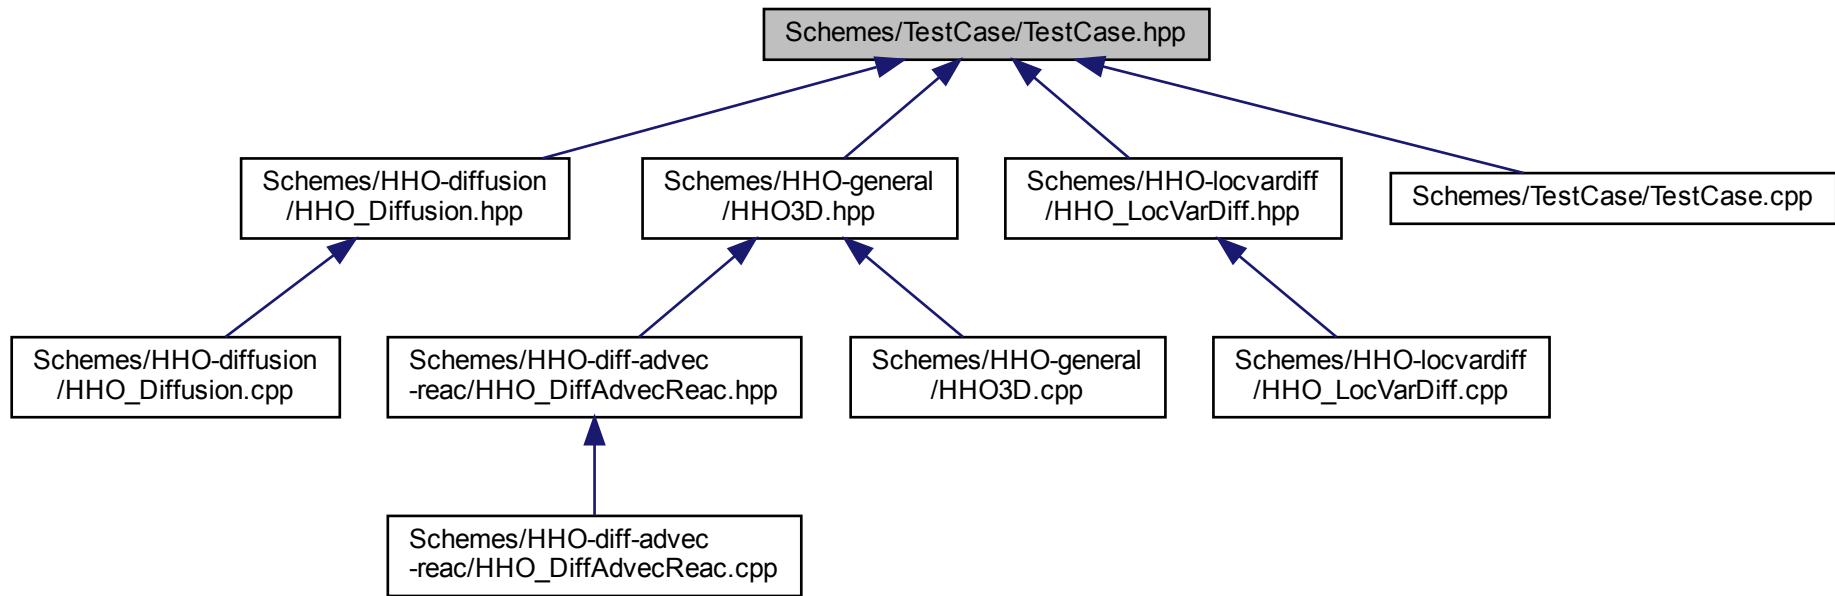 Schemes/TestCase/TestCase.hpp
Schemes/HHO-diffusion
/HHO_Diffusion.hpp
Schemes/HHO-general
/HHO3D.hpp
Schemes/HHO-locvardiff
/HHO_LocVarDiff.hpp
Schemes/TestCase/TestCase.cpp
Schemes/HHO-diffusion
/HHO_Diffusion.cpp
Schemes/HHO-diff-advec
-reac/HHO_DiffAdvecReac.hpp
Schemes/HHO-general
/HHO3D.cpp
Schemes/HHO-locvardiff
/HHO_LocVarDiff.cpp
Schemes/HHO-diff-advec
-reac/HHO_DiffAdvecReac.cpp